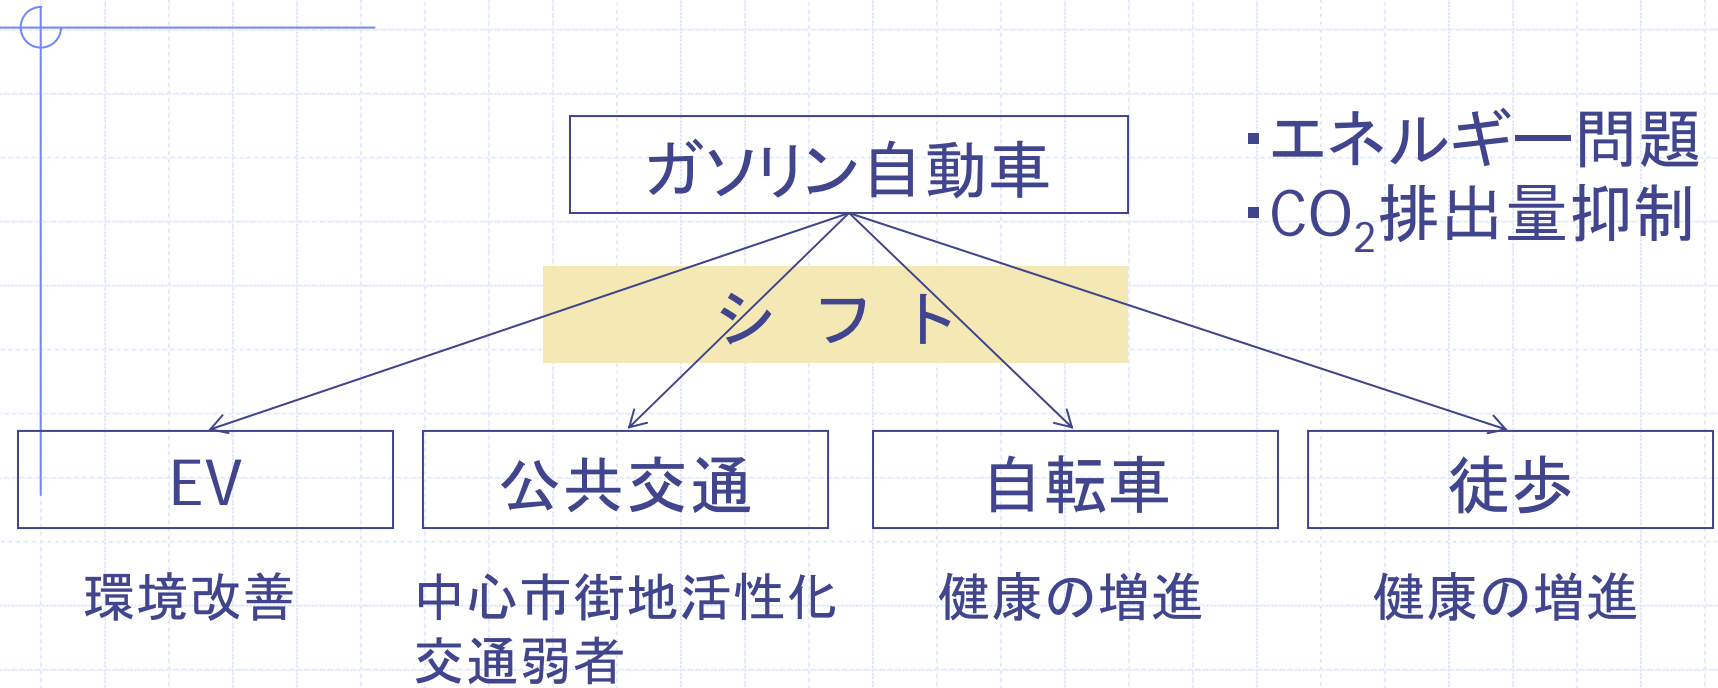 ガソリン自動車
・エネルギー問題
・CO₂排出量抑制
シフト
EV
公共交通
自転車
徒歩
環境改善
中心市街地活性化
交通弱者
健康の増進
健康の増進